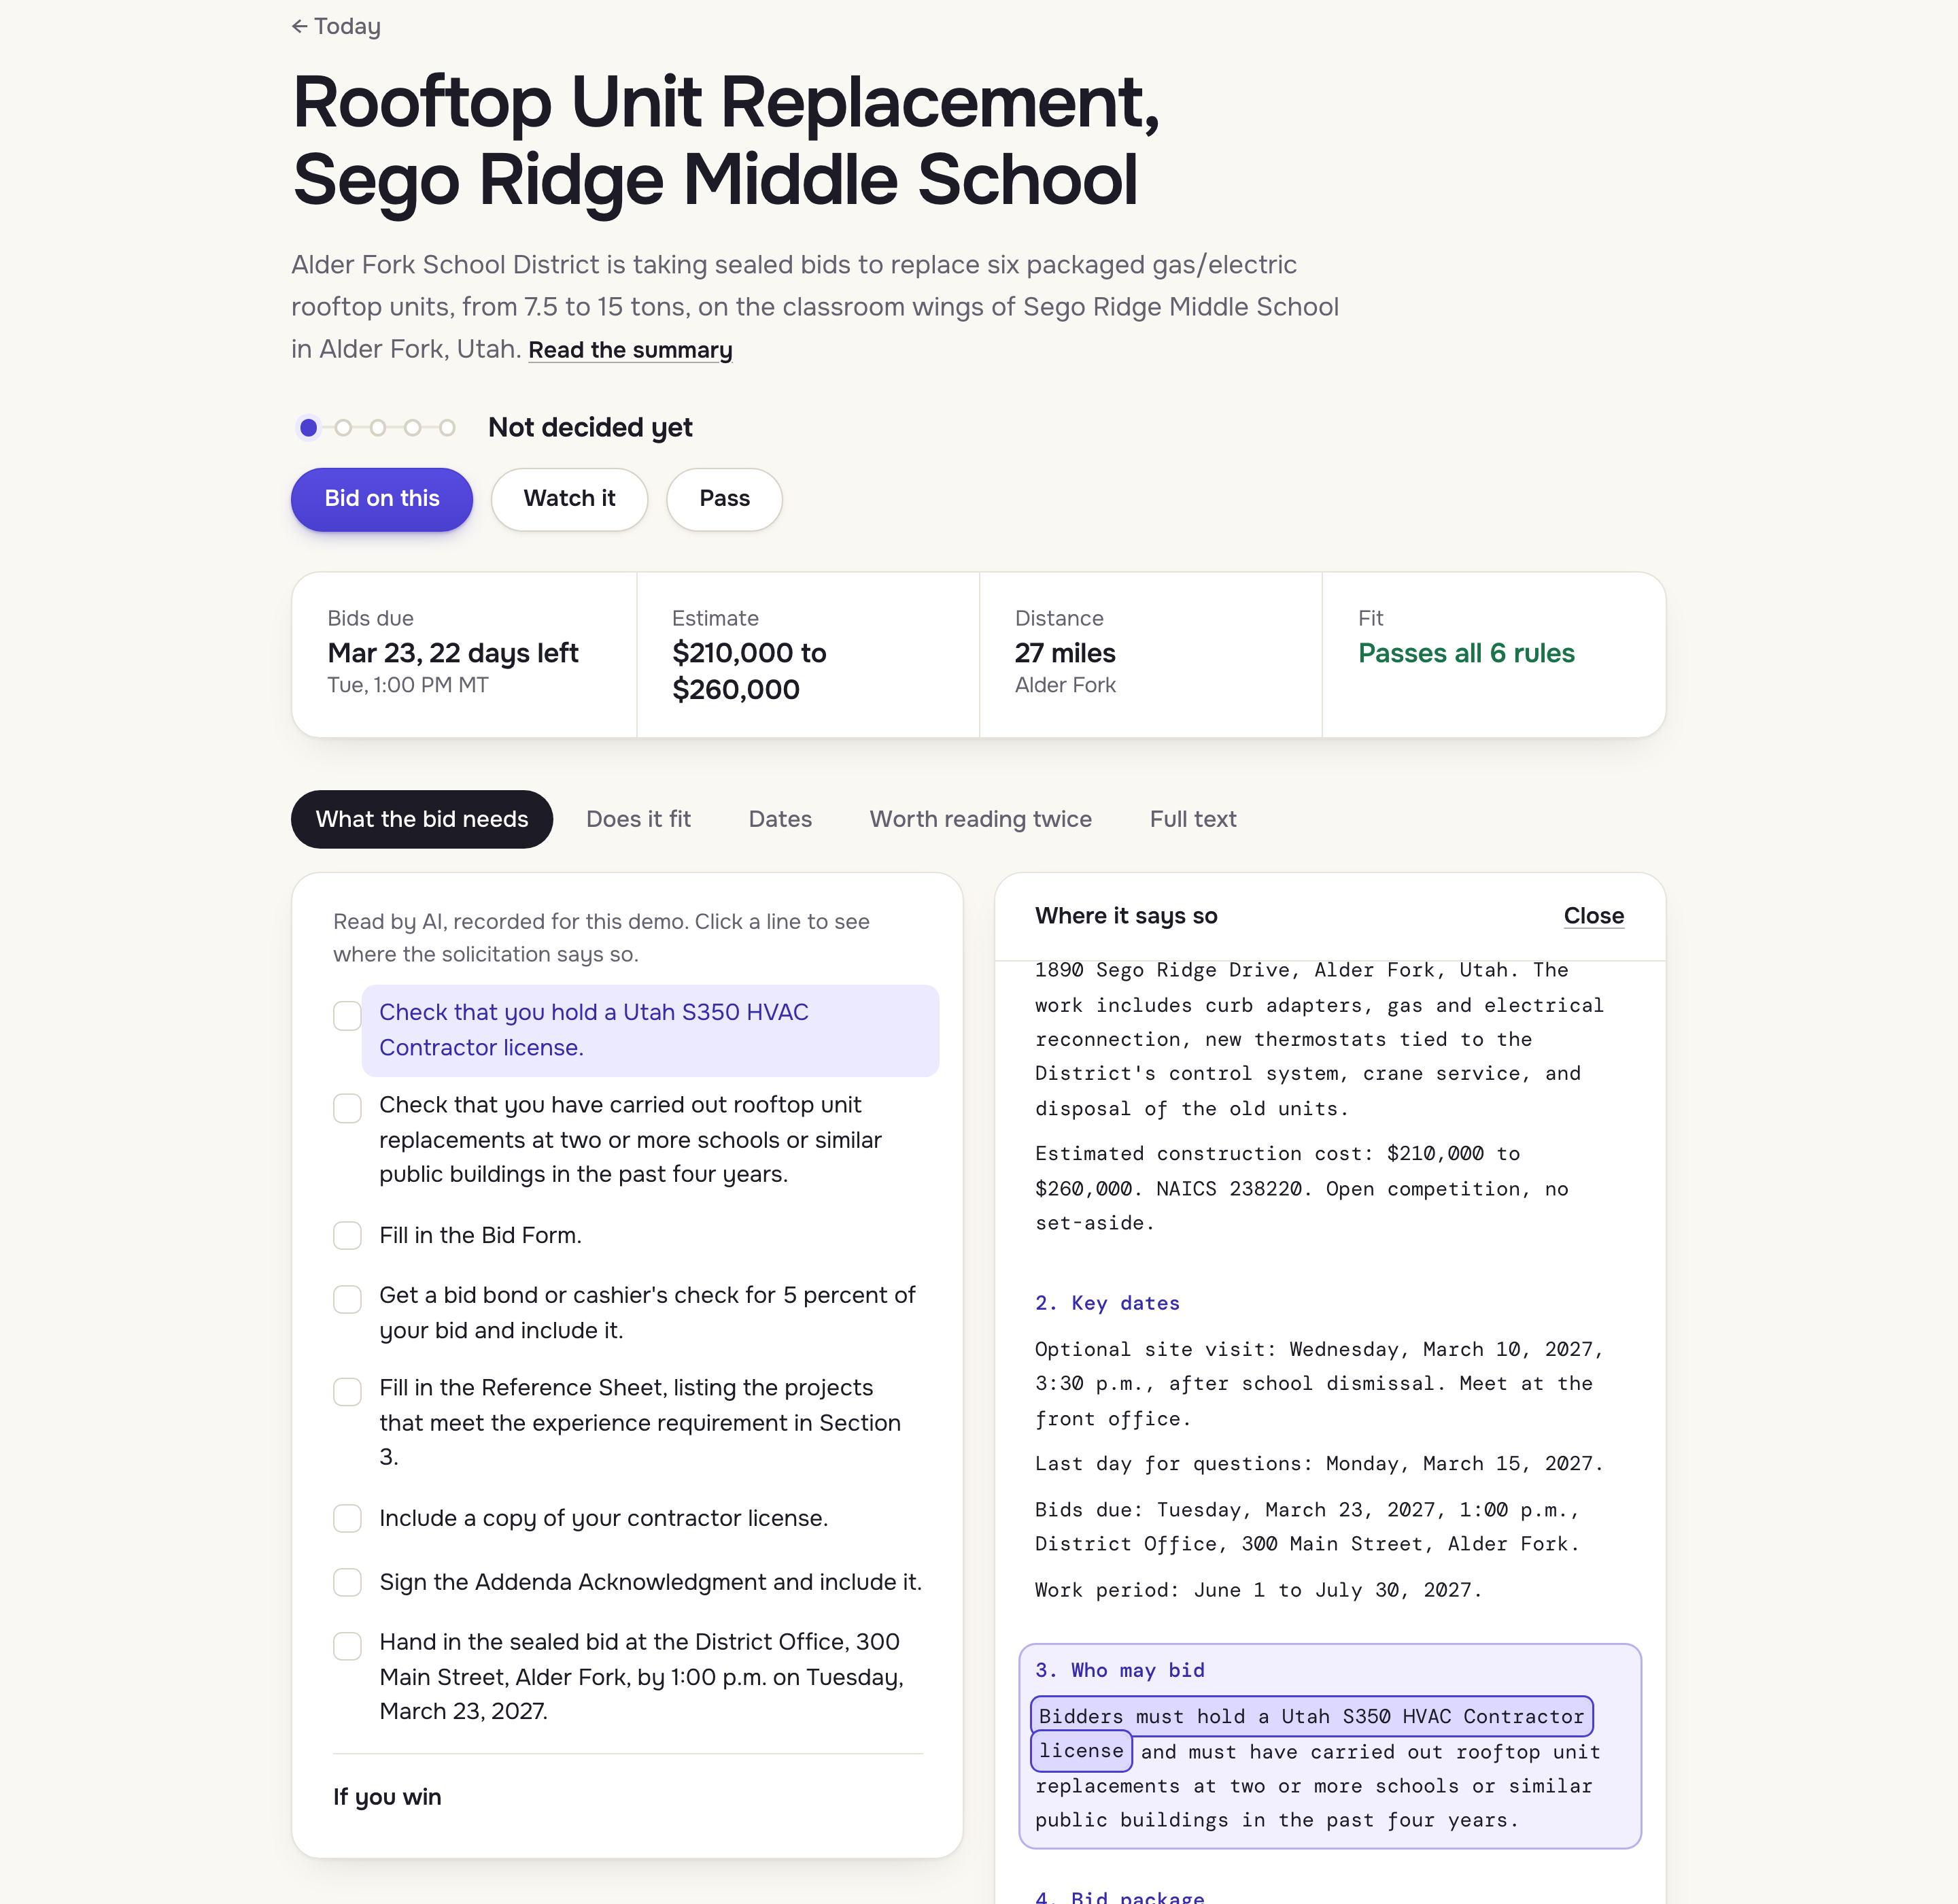 ← Today
Rooftop Unit Replacement,
Sego Ridge Middle School
Alder Fork School District is taking sealed bids to replace six packaged gas/electric
rooftop units, from 7.5 to 15 tons, on the classroom wings of Sego Ridge Middle School
in Alder Fork, Utah. Read the summary
Not decided yet
Bid on this
Watch it
Pass
Bids due
Mar 23, 22 days left
Tue, 1:00 PM MT
Estimate
$210,000 to
$260,000
Distance
27 miles
Alder Fork
Fit
Passes all 6 rules
What the bid needs
Does it fit
Dates
Worth reading twice
Full text
Read by AI, recorded for this demo. Click a line to see
where the solicitation says so.
Check that you hold a Utah S350 HVAC
Contractor license.
Check that you have carried out rooftop unit
replacements at two or more schools or similar
public buildings in the past four years.
Fill in the Bid Form.
Get a bid bond or cashier's check for 5 percent of
your bid and include it.
Fill in the Reference Sheet, listing the projects
that meet the experience requirement in Section
3.
Include a copy of your contractor license.
Sign the Addenda Acknowledgment and include it.
Hand in the sealed bid at the District Office, 300
Main Street, Alder Fork, by 1:00 p.m. on Tuesday,
March 23, 2027.
If you win
Where it says so
Close
1890 Sego Ridge Drive, Alder Fork, Utah. The
work includes curb adapters, gas and electrical
reconnection, new thermostats tied to the
District's control system, crane service, and
disposal of the old units.
Estimated construction cost: $210,000 to
$260,000. NAICS 238220. Open competition, no
set-aside.
2. Key dates
Optional site visit: Wednesday, March 10, 2027,
3:30 p.m., after school dismissal. Meet at the
front office.
Last day for questions: Monday, March 15, 2027.
Bids due: Tuesday, March 23, 2027, 1:00 p.m.,
District Office, 300 Main Street, Alder Fork.
Work period: June 1 to July 30, 2027.
3. Who may bid
Bidders must hold a Utah S350 HVAC Contractor
license and must have carried out rooftop unit
replacements at two or more schools or similar
public buildings in the past four years.
4. Bid package